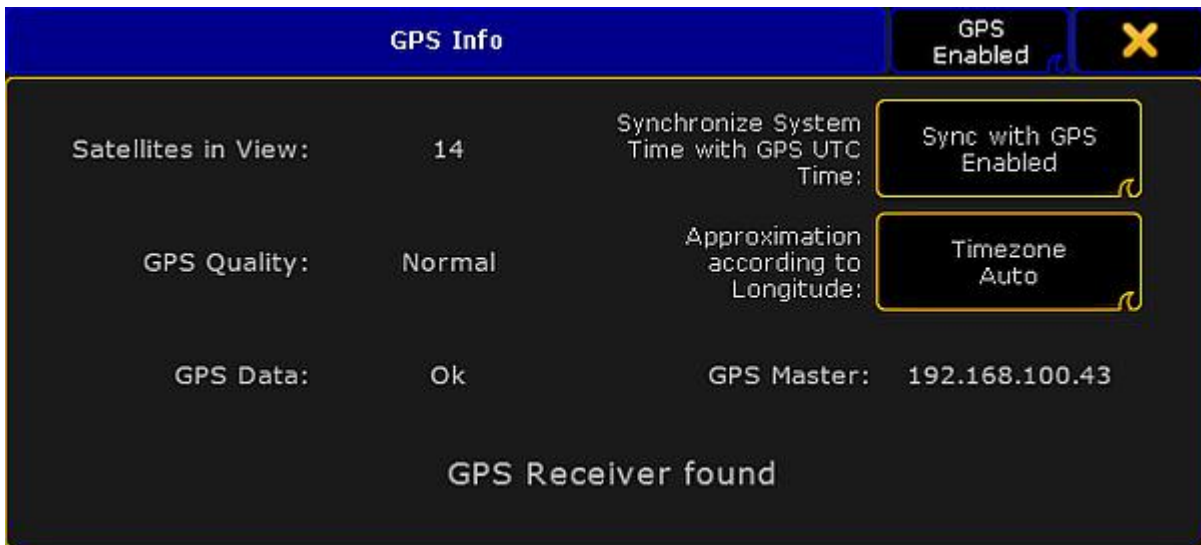 GPS Info
GPS
Enabled
Satellites in View:
14
Synchronize System
Time with GPS UTC
Time:
Sync with GPS
Enabled
GPS Quality:
Normal
Approximation
according to
Longitude:
Timezone
Auto
GPS Data:
Ok
GPS Master:
192.168.100.43
GPS Receiver found